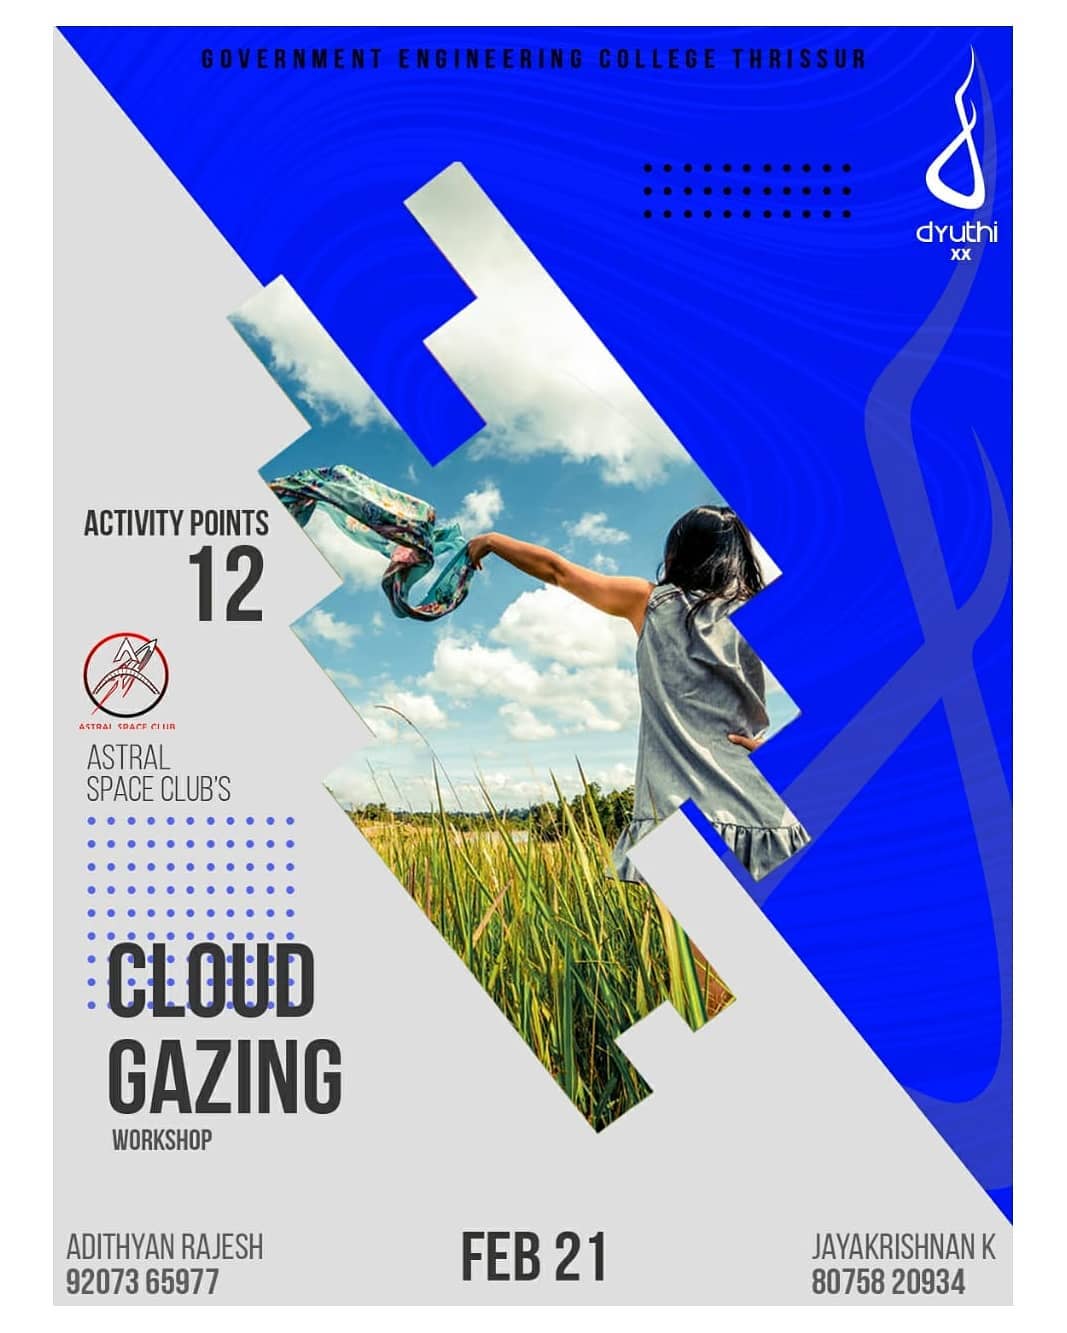 GOVERNMENT ENGINEERING COLLEGE THRISSUR
dyuthi
XX
ACTIVITY POINTS
12
ASTRAL SPACE CLUB
ASTRAL
SPACE CLUB'S
CLOUD
GAZING
WORKSHOP
ADITHYAN RAJESH
92073 65977
FEB 21
JAYAKRISHNAN K
80758 20934